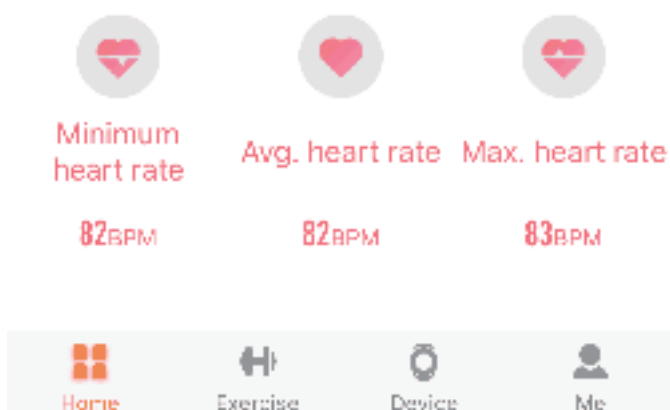 Minimum
heart rate
Avg. heart rate
Max. heart rate
82BPM
82BPM
83BPM
Home
Exercise
Device
Me